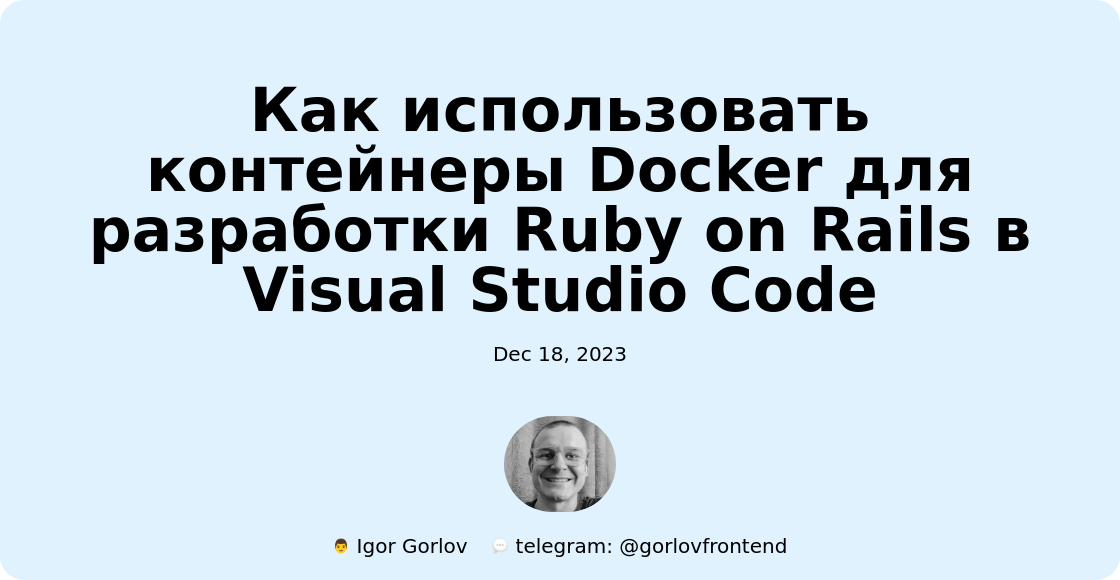 Как использовать
контейнеры Docker для
разработки Ruby on Rails в
Visual Studio Code
Dec 18, 2023
Igor Gorlov telegram: @gorlovfrontend